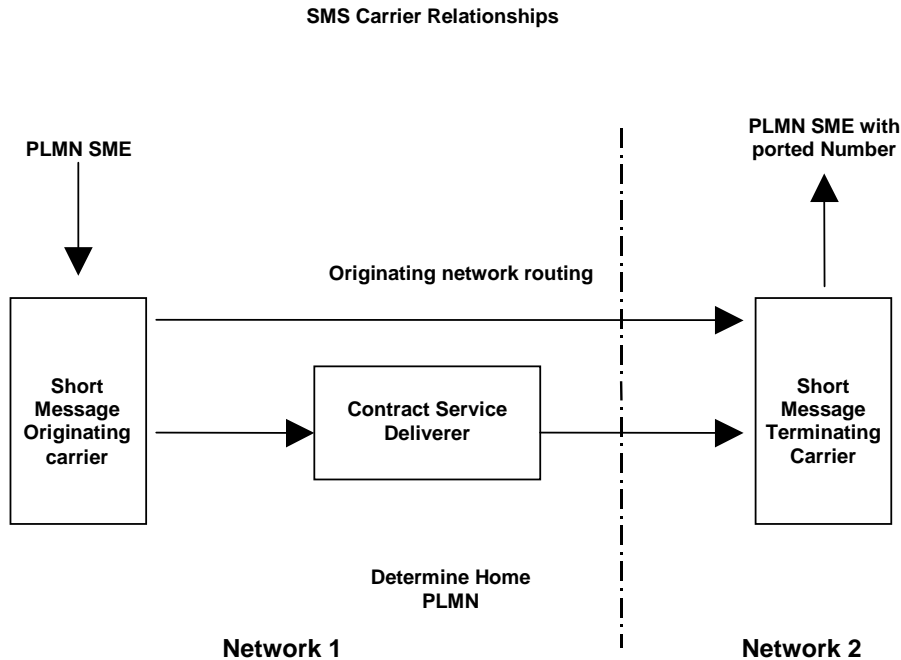 SMS Carrier Relationships
PLMN SME
PLMN SME with
ported Number
Originating network routing
Short
Message
Originating
carrier
Contract Service
Deliverer
Short
Message
Terminating
Carrier
Determine Home
PLMN
Network 1
Network 2